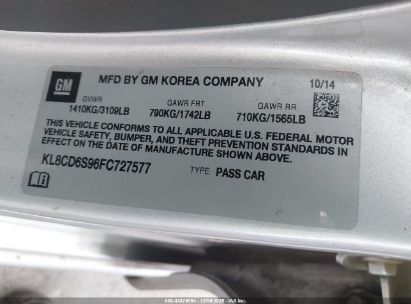 GM
MFD BY GM KOREA COMPANY
10/14
GVWR GAWR FRT GAWR RR
1410KG/3109LB 790KG/1742LB 710KG/1565LB
THIS VEHICLE CONFORMS TO ALL APPLICABLE U.S. FEDERAL MOTOR
VEHICLE SAFETY, BUMPER, AND THEFT PREVENTION STANDARDS IN
EFFECT ON THE DATE OF MANUFACTURE SHOWN ABOVE.
KL8CD6S96FC727577 TYPE: PASS CAR